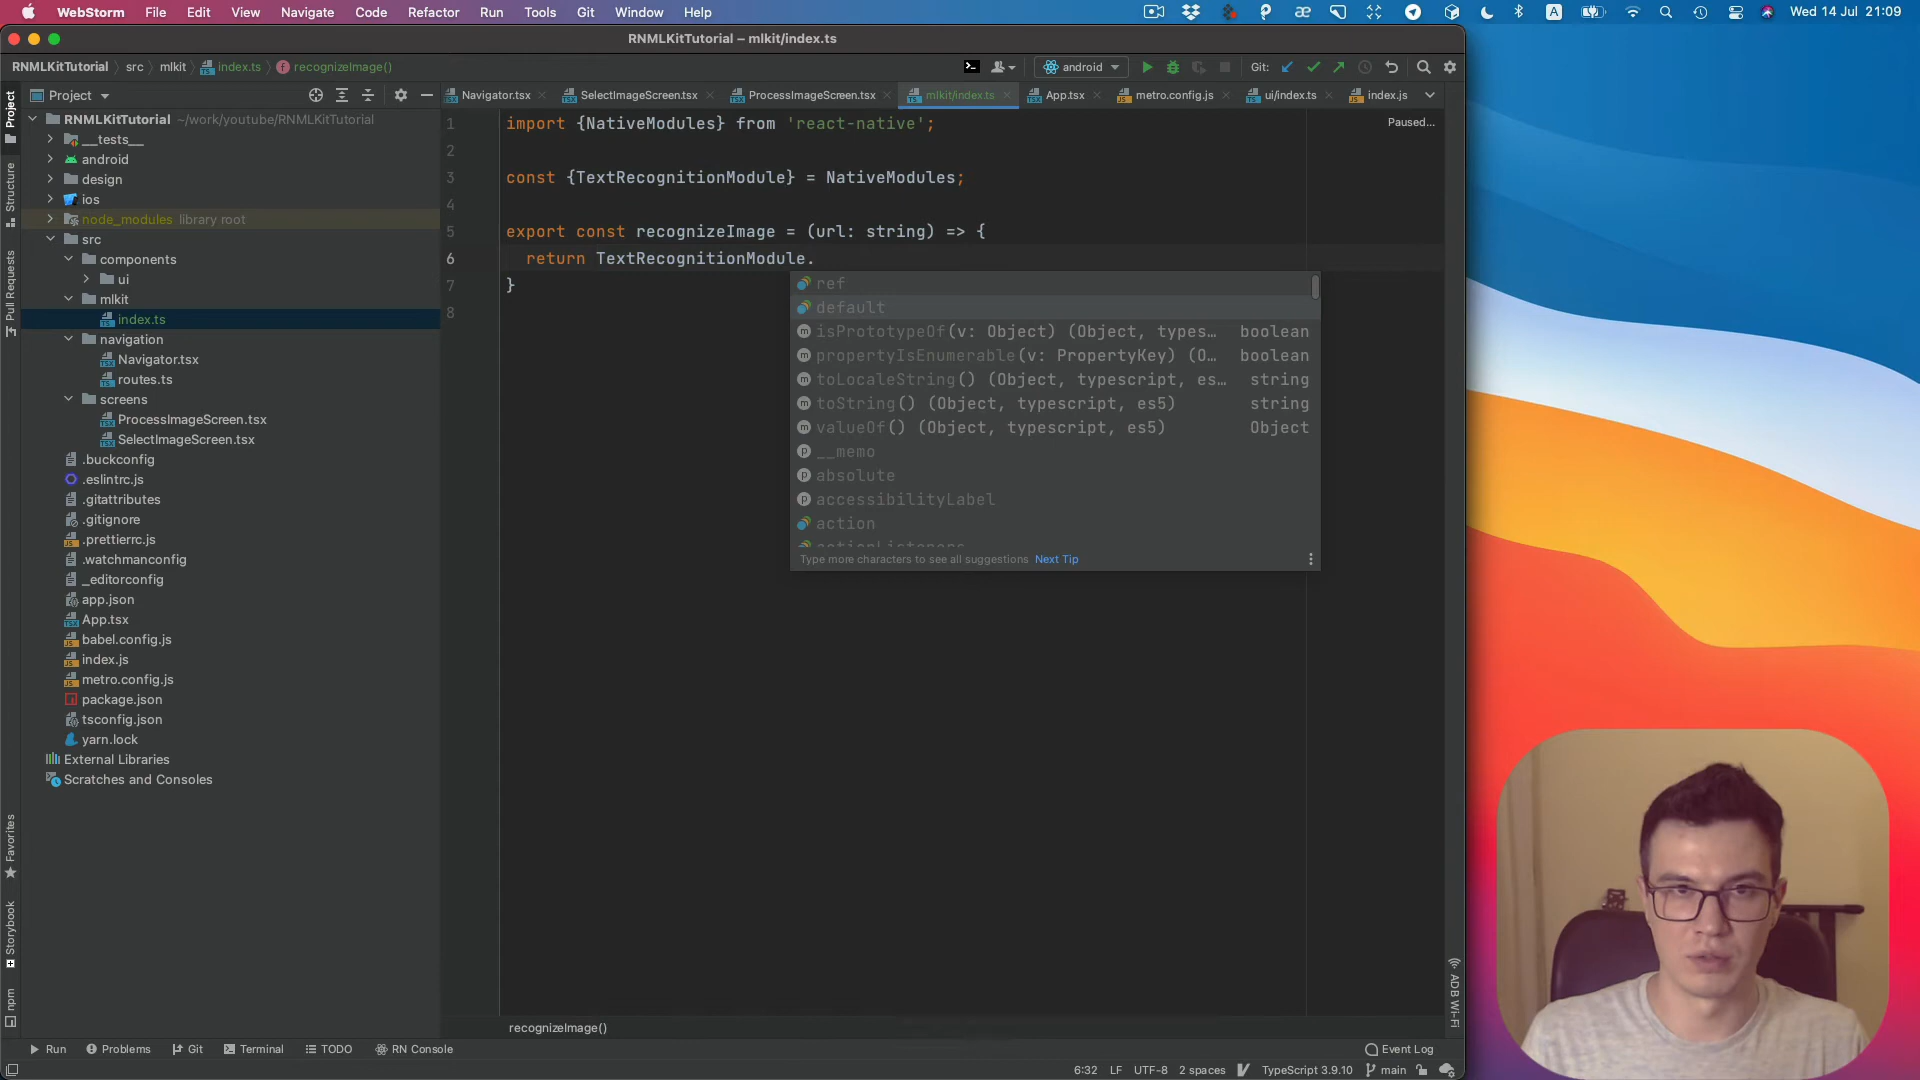 WebStorm File Edit View Navigate Code Refactor Run Tools Git Window Help
A Wed 14 Jul 21:09
RNMLKitTutorial – mlkit/index.ts
RNMLKitTutorial src mlkit index.ts recognizeImage()
android Git:
Project
Navigator.tsx SelectImageScreen.tsx ProcessImageScreen.tsx mlkit/index.ts App.tsx metro.config.js ui/index.ts index.js
Project
Structure
Pull Requests
Favorites
Storybook
npm
RNMLKitTutorial ~/work/youtube/RNMLKitTutorial
__tests__
android
design
ios
node_modules library root
src
components
ui
mlkit
index.ts
navigation
Navigator.tsx
routes.ts
screens
ProcessImageScreen.tsx
SelectImageScreen.tsx
.buckconfig
.eslintrc.js
.gitattributes
.gitignore
.prettierrc.js
.watchmanconfig
_editorconfig
app.json
App.tsx
babel.config.js
index.js
metro.config.js
package.json
tsconfig.json
yarn.lock
External Libraries
Scratches and Consoles
Paused...
1 import {NativeModules} from 'react-native';
2
3 const {TextRecognitionModule} = NativeModules;
4
5 export const recognizeImage = (url: string) => {
6 return TextRecognitionModule.
7 }
8
ref
default
isPrototypeOf(v: Object) (Object, types... boolean
propertyIsEnumerable(v: PropertyKey) (O... boolean
toLocaleString() (Object, typescript, es... string
toString() (Object, typescript, es5) string
valueOf() (Object, typescript, es5) Object
__memo
absolute
accessibilityLabel
action
actionListeners
Type more characters to see all suggestions Next Tip
ADB Wi-Fi
recognizeImage()
Run Problems Git Terminal TODO RN Console Event Log
6:32 LF UTF-8 2 spaces TypeScript 3.9.10 main